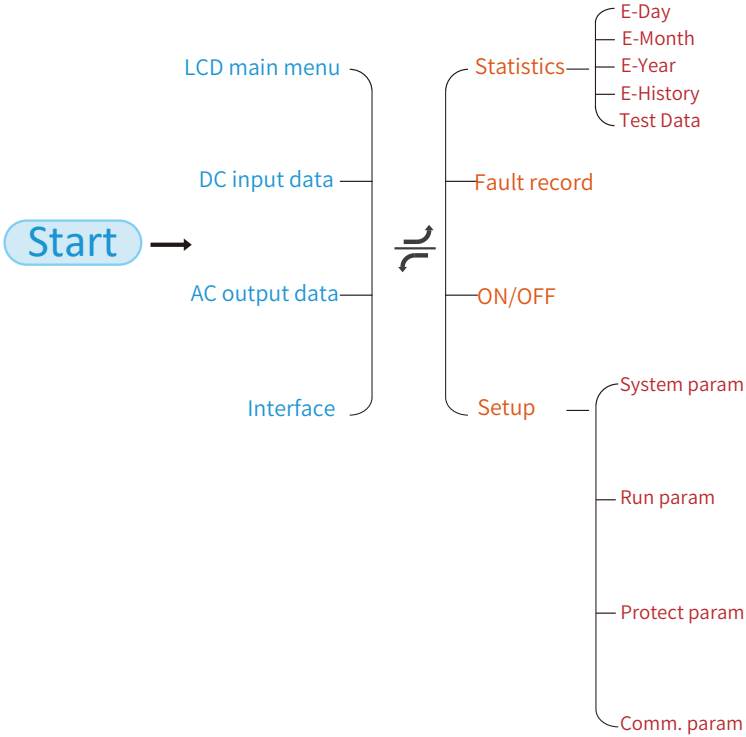 Start
LCD main menu
DC input data
AC output data
Interface
Statistics
Fault record
ON/OFF
Setup
E-Day
E-Month
E-Year
E-History
Test Data
System param
Run param
Protect param
Comm. param